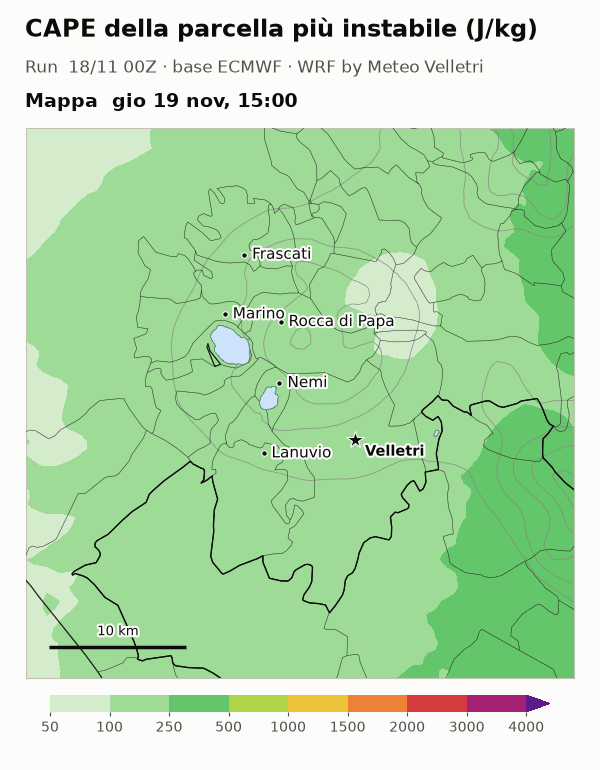 CAPE della parcella più instabile (J/kg)
Run  18/11 00Z · base ECMWF · WRF by Meteo Velletri
Mappa  gio 19 nov, 15:00
Frascati
Marino
Rocca di Papa
Nemi
Velletri
Lanuvio
10 km
50 100 250 500 1000 1500 2000 3000 4000